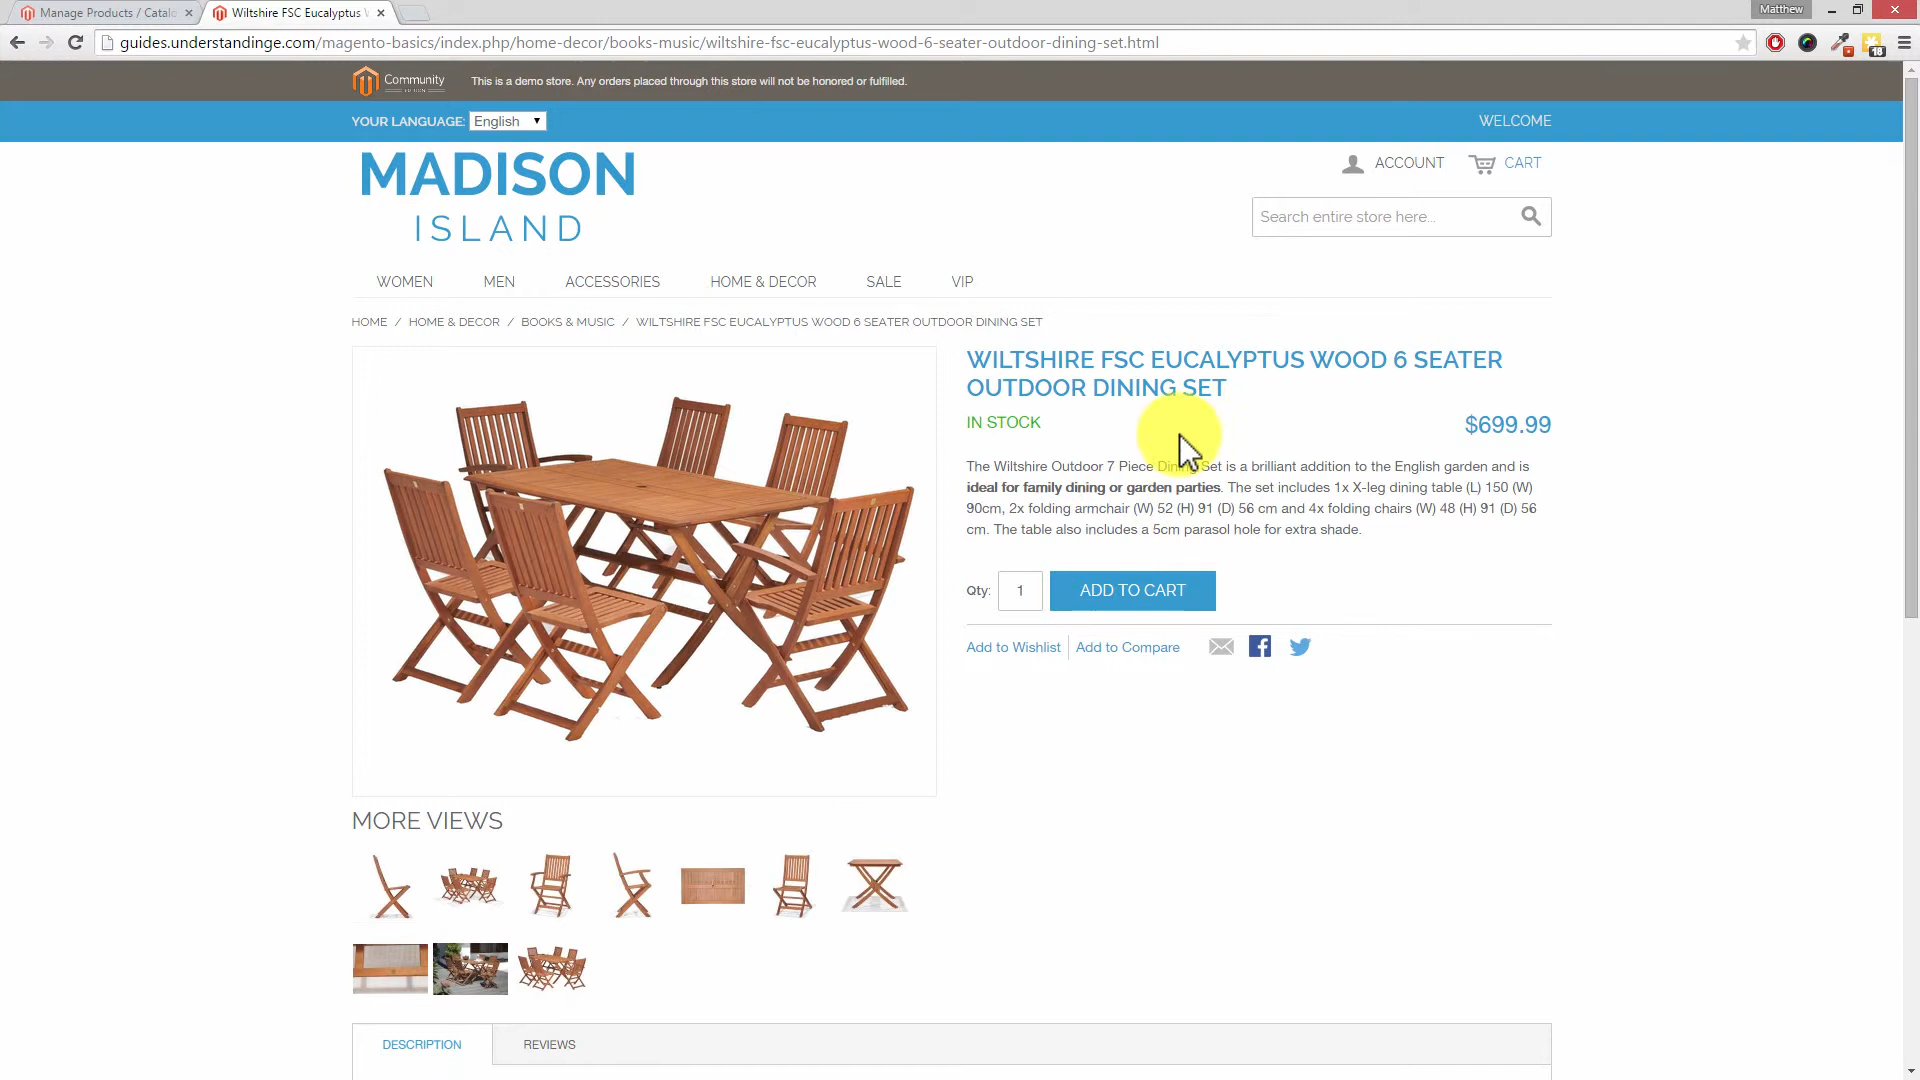 Manage Products / Catalo
Wiltshire FSC Eucalyptus W
Matthew
guides.understandinge.com/magento-basics/index.php/home-decor/books-music/wiltshire-fsc-eucalyptus-wood-6-seater-outdoor-dining-set.html
18
Community
This is a demo store. Any orders placed through this store will not be honored or fulfilled.
YOUR LANGUAGE: English
WELCOME
MADISON
ISLAND
ACCOUNT CART
Search entire store here...
WOMEN MEN ACCESSORIES HOME & DECOR SALE VIP
HOME / HOME & DECOR / BOOKS & MUSIC / WILTSHIRE FSC EUCALYPTUS WOOD 6 SEATER OUTDOOR DINING SET
WILTSHIRE FSC EUCALYPTUS WOOD 6 SEATER
OUTDOOR DINING SET
IN STOCK
$699.99
The Wiltshire Outdoor 7 Piece Dining Set is a brilliant addition to the English garden and is
ideal for family dining or garden parties. The set includes 1x X-leg dining table (L) 150 (W)
90cm, 2x folding armchair (W) 52 (H) 91 (D) 56 cm and 4x folding chairs (W) 48 (H) 91 (D) 56
cm. The table also includes a 5cm parasol hole for extra shade.
Qty: 1 ADD TO CART
Add to Wishlist Add to Compare
MORE VIEWS
DESCRIPTION REVIEWS